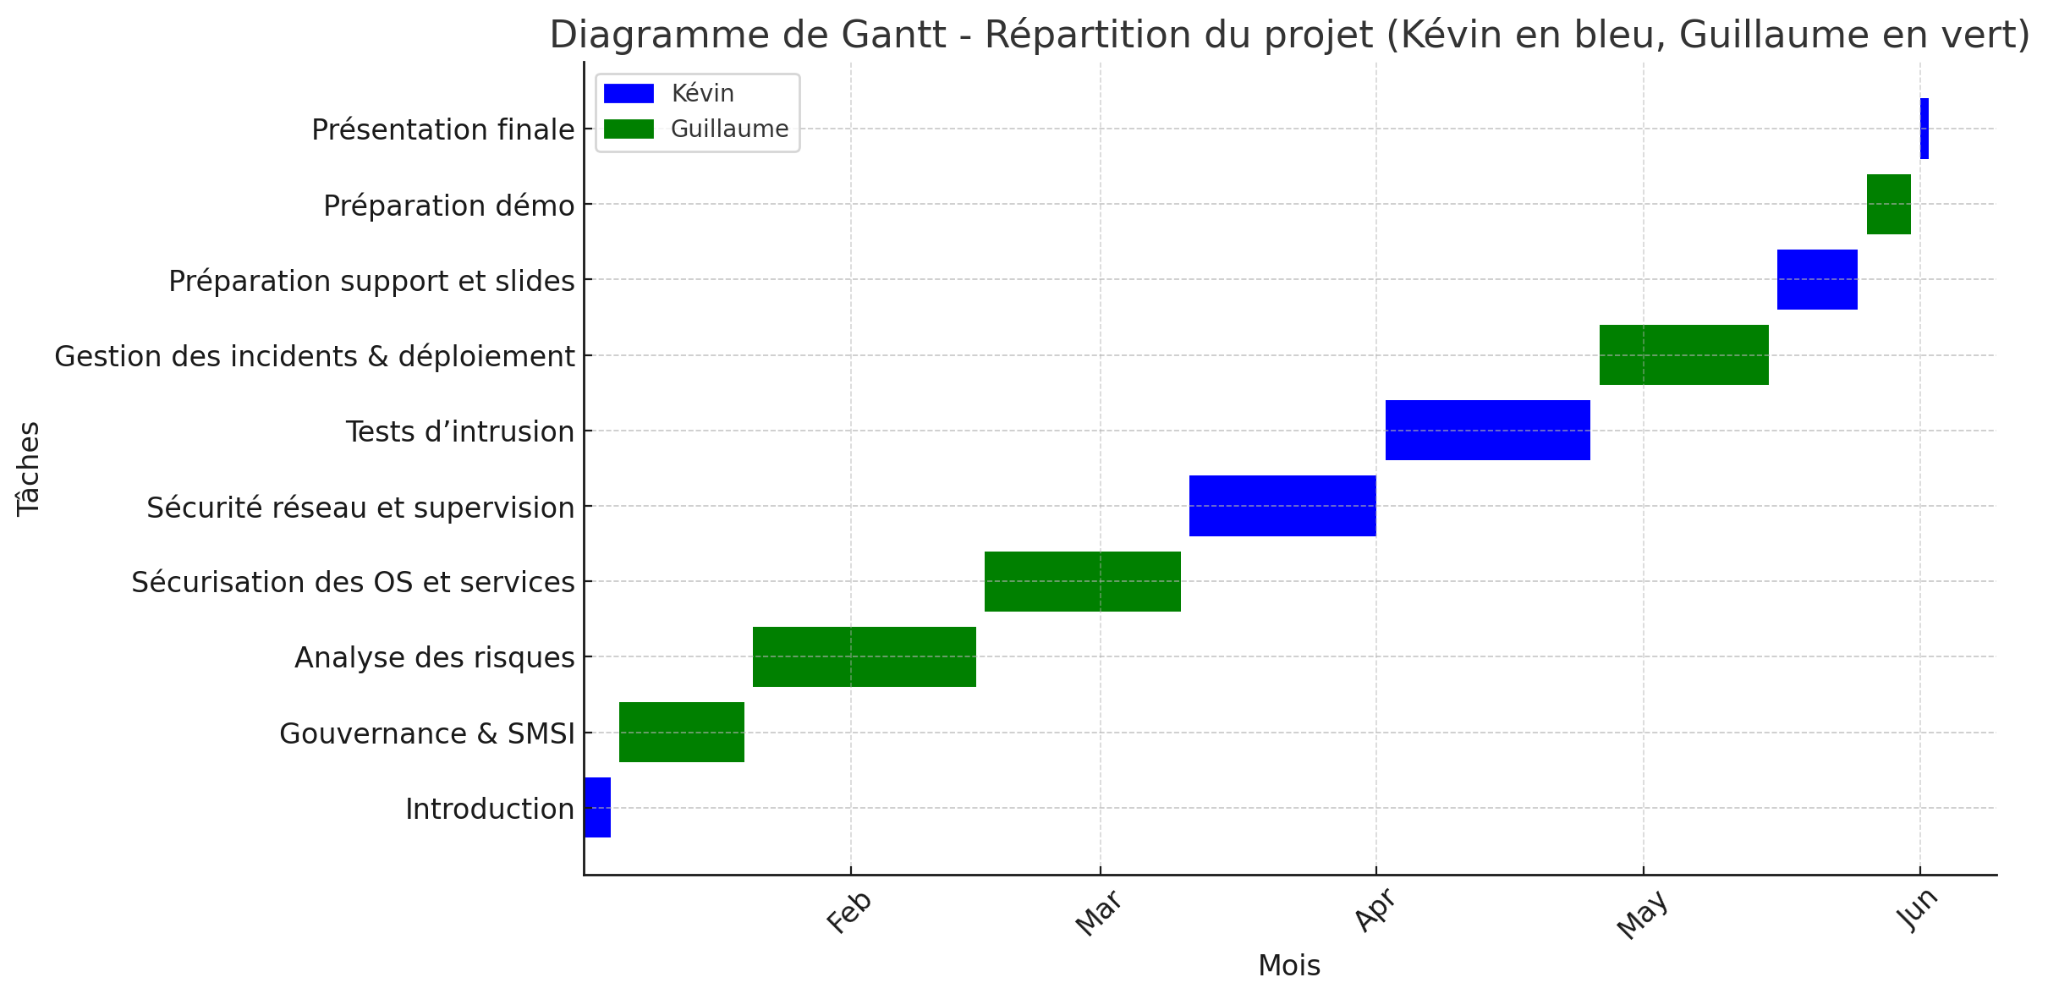 Diagramme de Gantt - Répartition du projet (Kévin en bleu, Guillaume en vert)
Kévin
Guillaume
Présentation finale
Préparation démo
Préparation support et slides
Gestion des incidents & déploiement
Tests d’intrusion
Sécurité réseau et supervision
Sécurisation des OS et services
Analyse des risques
Gouvernance & SMSI
Introduction
Tâches
Feb
Mar
Apr
May
Jun
Mois